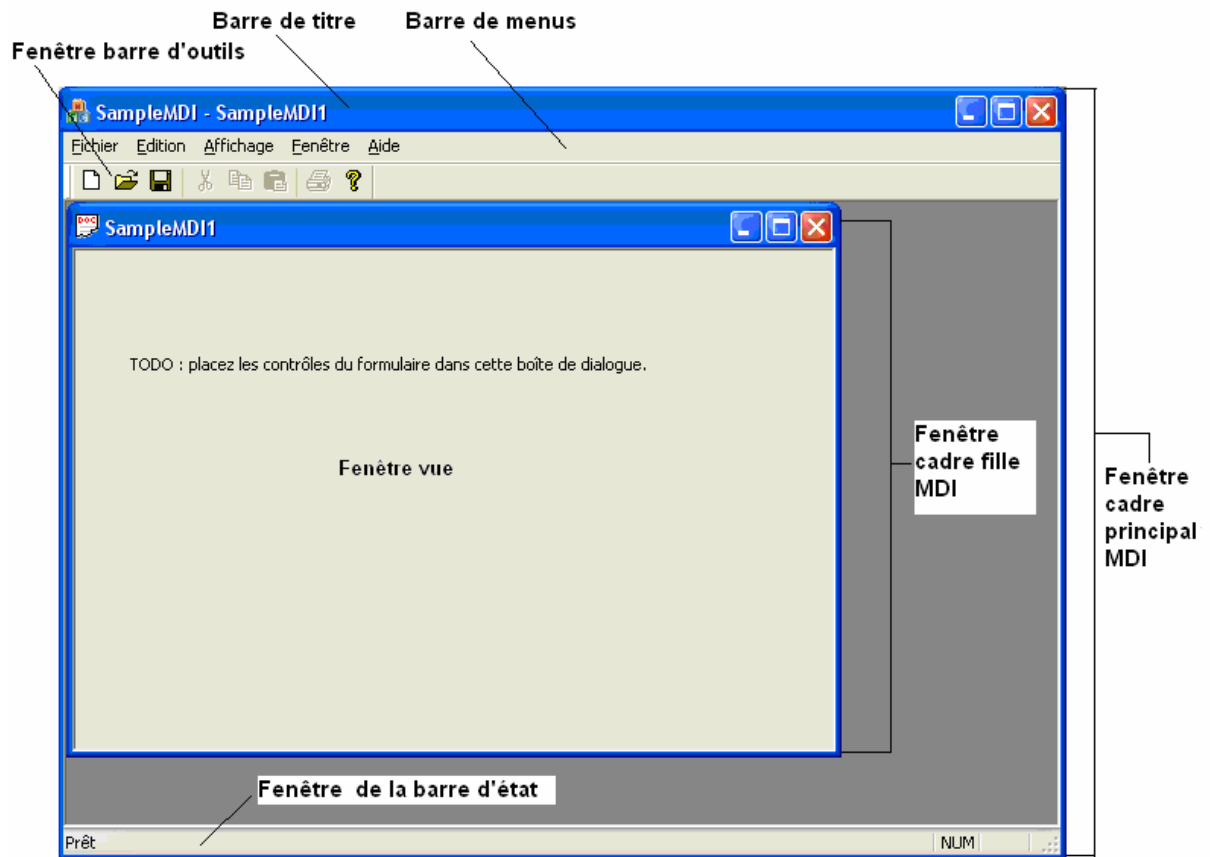 Barre de titre
Barre de menus
Fenêtre barre d'outils
SampleMDI - SampleMDI1
Fichier Edition Affichage Fenêtre Aide
DOC
SampleMDI1
TODO : placez les contrôles du formulaire dans cette boîte de dialogue.
Fenêtre vue
Fenêtre
cadre fille
MDI
Fenêtre
cadre
principal
MDI
Fenêtre de la barre d'état
Prêt
NUM